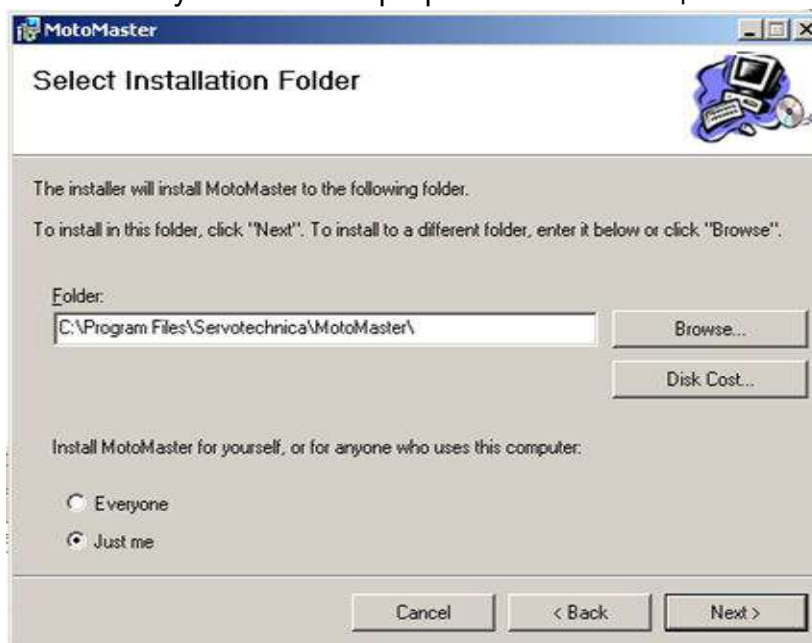 MotoMaster
Select Installation Folder
The installer will install MotoMaster to the following folder.
To install in this folder, click "Next". To install to a different folder, enter it below or click "Browse".
Folder:
C:\Program Files\Servotechnica\MotoMaster\
Browse...
Disk Cost...
Install MotoMaster for yourself, or for anyone who uses this computer:
Everyone
Just me
Cancel
< Back
Next >